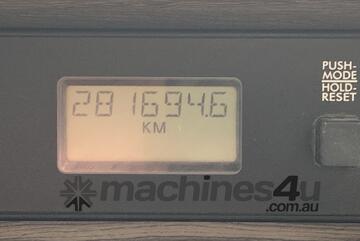 PUSH-
MODE
HOLD-
RESET
281694.6
KM
machines4u
.com.au